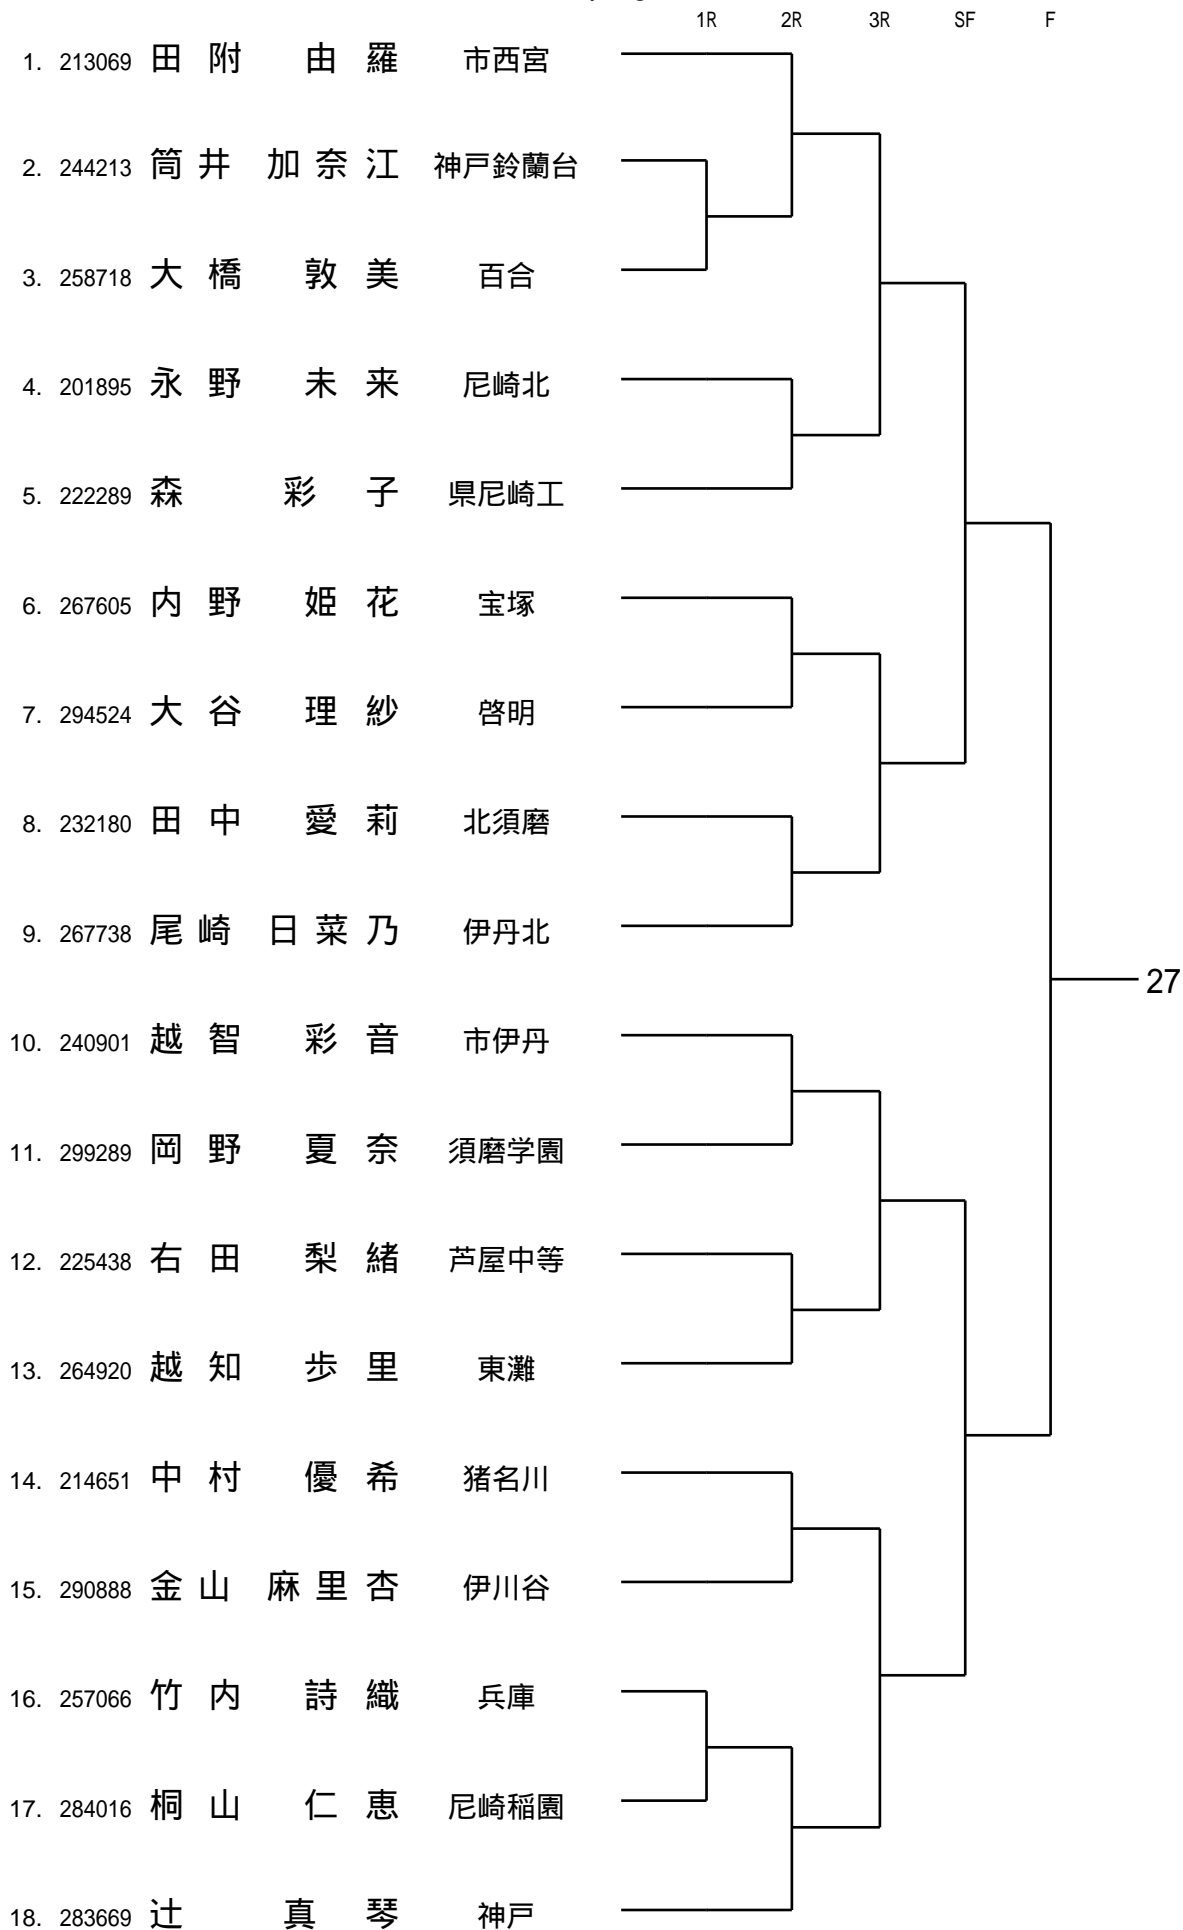 1R 2R 3R SF F
1. 213069 田附 由羅 市西宮
2. 244213 筒井 加奈江 神戸鈴蘭台
3. 258718 大橋 敦美 百合
4. 201895 永野 未来 尼崎北
5. 222289 森 彩子 県尼崎工
6. 267605 内野 姫花 宝塚
7. 294524 大谷 理紗 啓明
8. 232180 田中 愛莉 北須磨
9. 267738 尾崎 日菜乃 伊丹北
27
10. 240901 越智 彩音 市伊丹
11. 299289 岡野 夏奈 須磨学園
12. 225438 右田 梨緒 芦屋中等
13. 264920 越知 歩里 東灘
14. 214651 中村 優希 猪名川
15. 290888 金山 麻里杏 伊川谷
16. 257066 竹内 詩織 兵庫
17. 284016 桐山 仁恵 尼崎稲園
18. 283669 辻 真琴 神戸